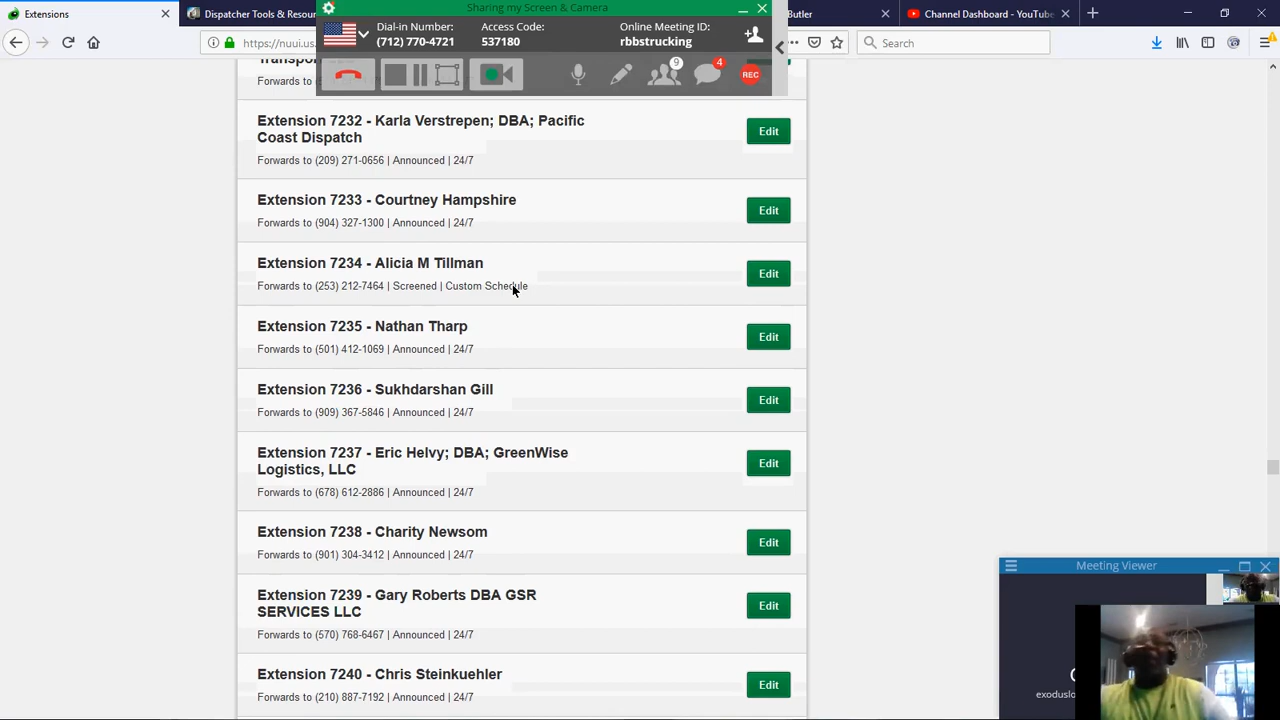 Sharing my Screen & Camera
Extensions
Dispatcher Tools & Resou
Butler
Channel Dashboard - YouTube
Dial-in Number:
(712) 770-4721
Access Code:
537180
Online Meeting ID:
rbbstrucking
https://nuui.us
Search
9
4
REC
Forwards to
Extension 7232 - Karla Verstrepen; DBA; Pacific
Coast Dispatch
Edit
Forwards to (209) 271-0656 | Announced | 24/7
Extension 7233 - Courtney Hampshire
Edit
Forwards to (904) 327-1300 | Announced | 24/7
Extension 7234 - Alicia M Tillman
Edit
Forwards to (253) 212-7464 | Screened | Custom Schedule
Extension 7235 - Nathan Tharp
Edit
Forwards to (501) 412-1069 | Announced | 24/7
Extension 7236 - Sukhdarshan Gill
Edit
Forwards to (909) 367-5846 | Announced | 24/7
Extension 7237 - Eric Helvy; DBA; GreenWise
Logistics, LLC
Edit
Forwards to (678) 612-2886 | Announced | 24/7
Extension 7238 - Charity Newsom
Edit
Forwards to (901) 304-3412 | Announced | 24/7
Extension 7239 - Gary Roberts DBA GSR
SERVICES LLC
Edit
Forwards to (570) 768-6467 | Announced | 24/7
Extension 7240 - Chris Steinkuehler
Edit
Forwards to (210) 887-7192 | Announced | 24/7
Meeting Viewer
exoduslo